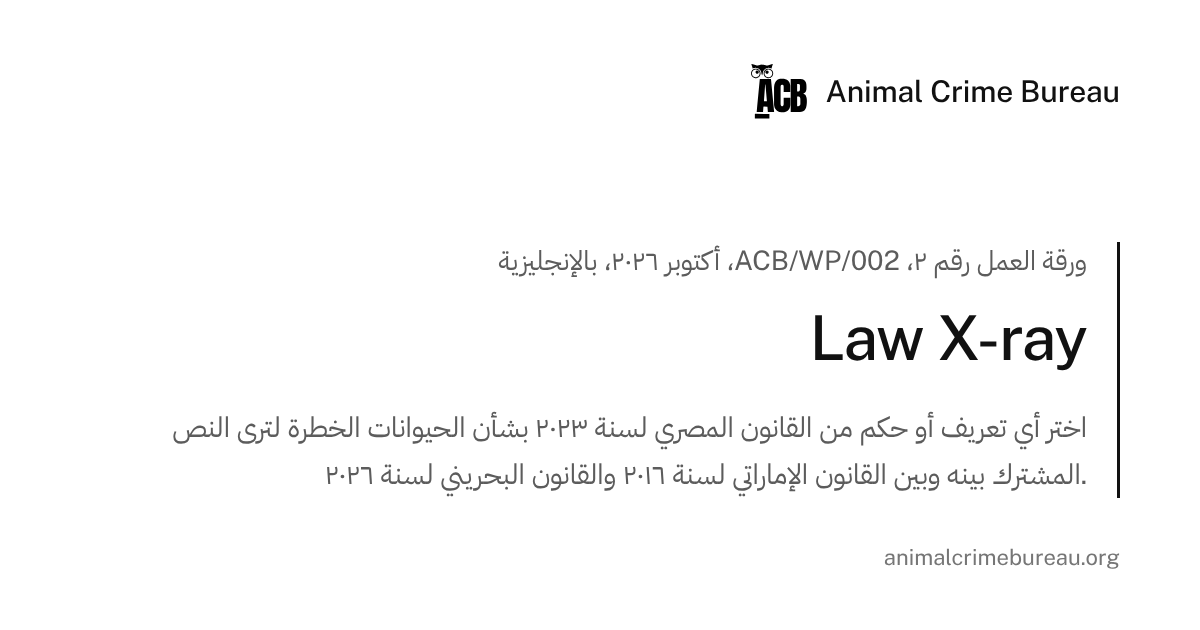 ACB Animal Crime Bureau
ورقة العمل رقم ٢، ACB/WP/002، أكتوبر ٢٠٢٦، بالإنجليزية
Law X-ray
اختر أي تعريف أو حكم من القانون المصري لسنة ٢٠٢٣ بشأن الحيوانات الخطرة لترى النص
المشترك بينه وبين القانون الإماراتي لسنة ٢٠١٦ والقانون البحريني لسنة ٢٠٢٦.
animalcrimebureau.org